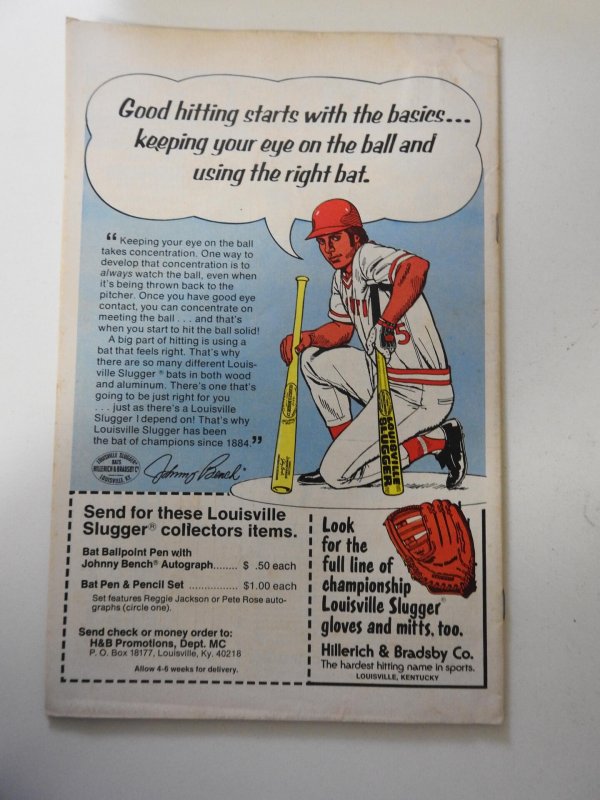 Good hitting starts with the basics...
keeping your eye on the ball and
using the right bat.
“Keeping your eye on the ball
takes concentration. One way to
develop that concentration is to
always watch the ball, even when
it's being thrown back to the
pitcher. Once you have good eye
contact, you can concentrate on
meeting the ball . . . and that's
when you start to hit the ball solid!
A big part of hitting is using a
bat that feels right. That's why
there are so many different Louis-
ville Slugger® bats in both wood
and aluminum. There's one that's
going to be just right for you
. . . just as there's a Louisville
Slugger I depend on! That's why
Louisville Slugger has been
the bat of champions since 1884.”
LOUISVILLE SLUGGER
BATS
HILLERICH & BRADSBY Co
LOUISVILLE, KY.
Johnny Bench
5
LOUISVILLE
SLUGGER
Send for these Louisville
Slugger® collectors items.
Bat Ballpoint Pen with
Johnny Bench® Autograph....... $ .50 each
Bat Pen & Pencil Set ................ $1.00 each
Set features Reggie Jackson or Pete Rose auto-
graphs (circle one).
Send check or money order to:
H&B Promotions, Dept. MC
P. O. Box 18177, Louisville, Ky. 40218
Allow 4-6 weeks for delivery.
Look
for the
full line of
championship
Louisville Slugger®
gloves and mitts, too.
Hillerich & Bradsby Co.
The hardest hitting name in sports.
LOUISVILLE, KENTUCKY